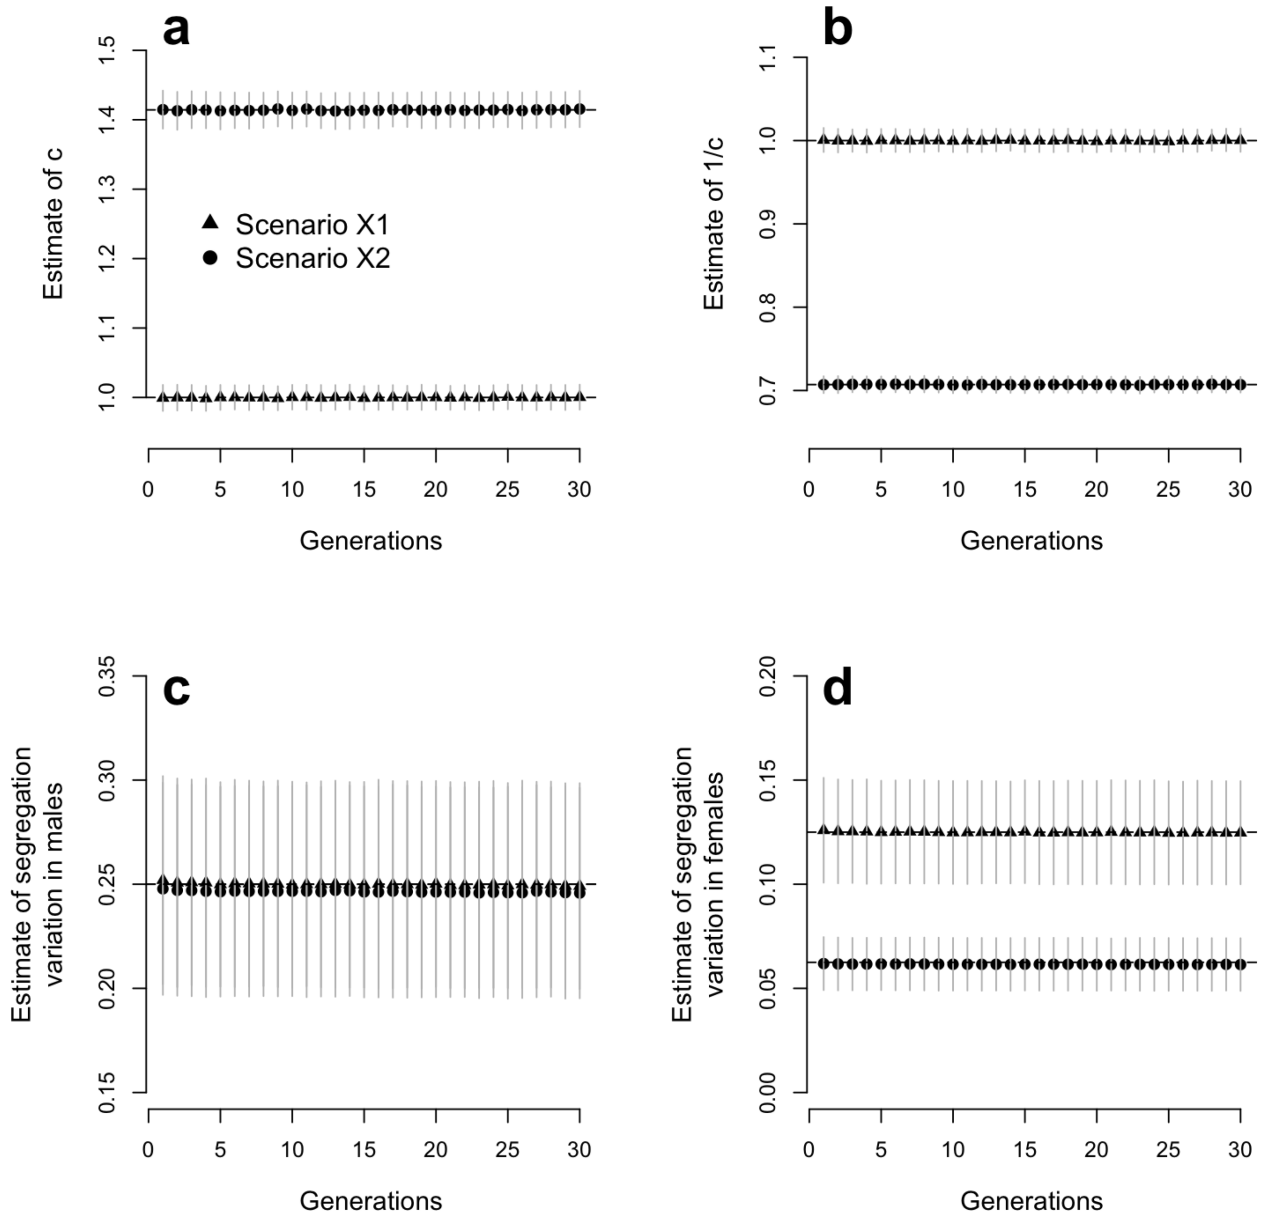 a
1.5
1.4
1.3
1.2
1.1
1.0
Estimate of c
Scenario X1
Scenario X2
0 5 10 15 20 25 30
Generations
b
1.1
1.0
0.9
0.8
0.7
Estimate of 1/c
0 5 10 15 20 25 30
Generations
c
0.35
0.30
0.25
0.20
0.15
Estimate of segregation
variation in males
0 5 10 15 20 25 30
Generations
d
0.20
0.15
0.10
0.05
0.00
Estimate of segregation
variation in females
0 5 10 15 20 25 30
Generations